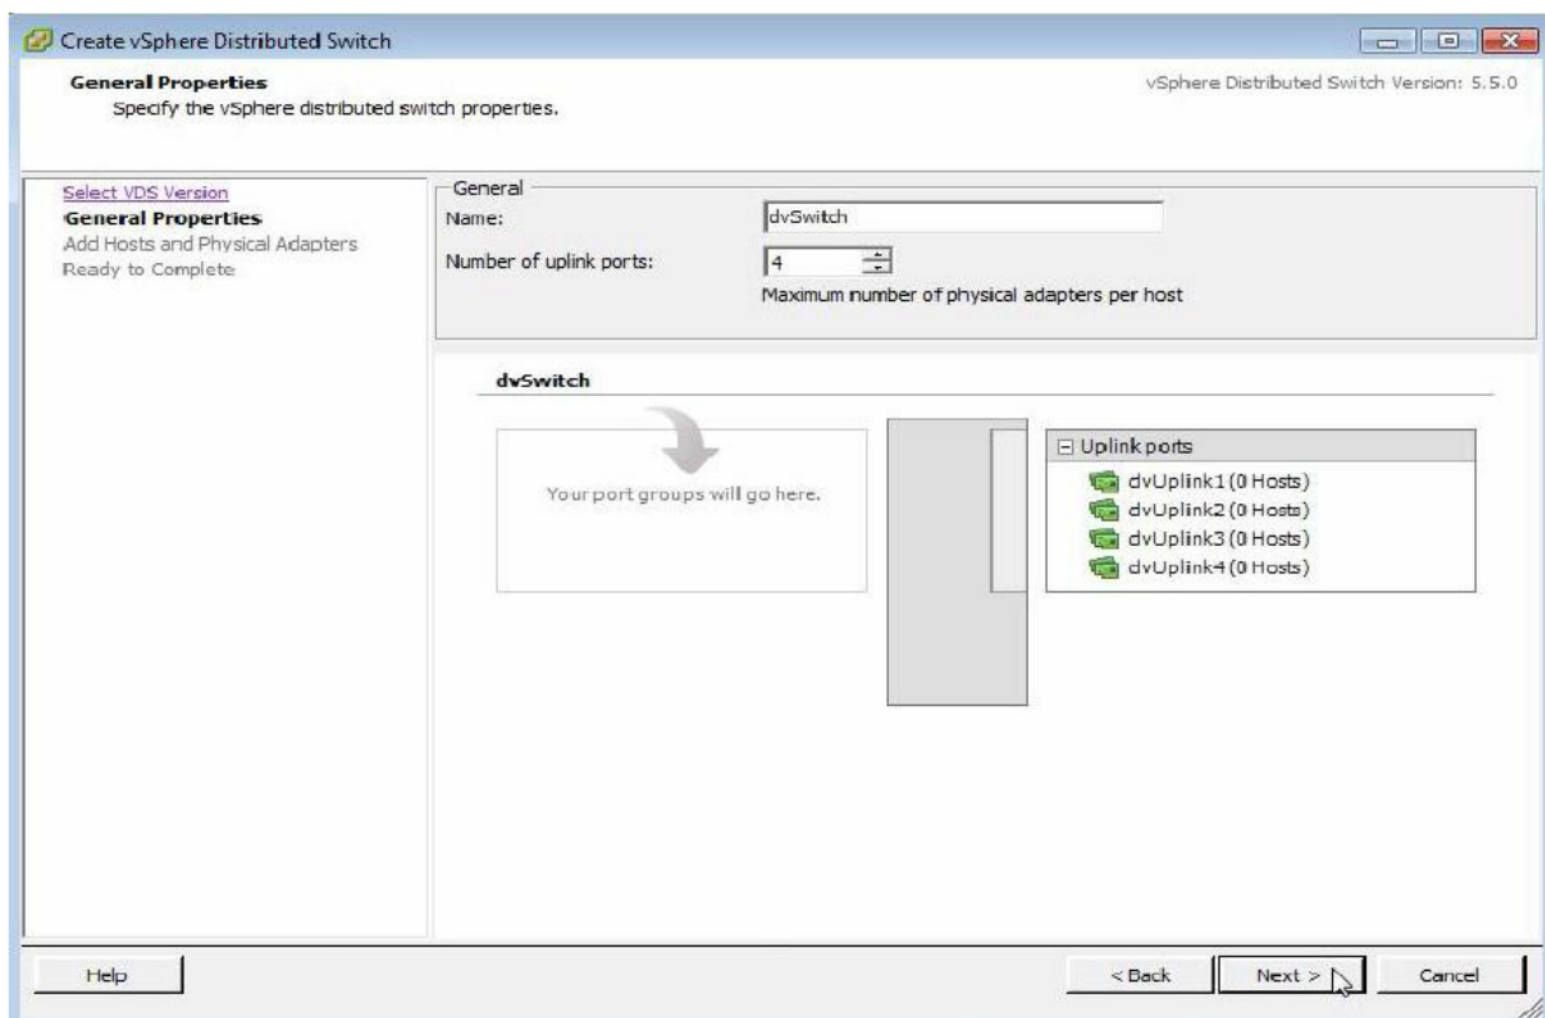 Create vSphere Distributed Switch
General Properties
Specify the vSphere distributed switch properties.
vSphere Distributed Switch Version: 5.5.0
Select VDS Version
General Properties
Add Hosts and Physical Adapters
Ready to Complete
General
Name:
dvSwitch
Number of uplink ports:
4
Maximum number of physical adapters per host
dvSwitch
Your port groups will go here.
Uplink ports
dvUplink1 (0 Hosts)
dvUplink2 (0 Hosts)
dvUplink3 (0 Hosts)
dvUplink4 (0 Hosts)
Help
< Back
Next >
Cancel